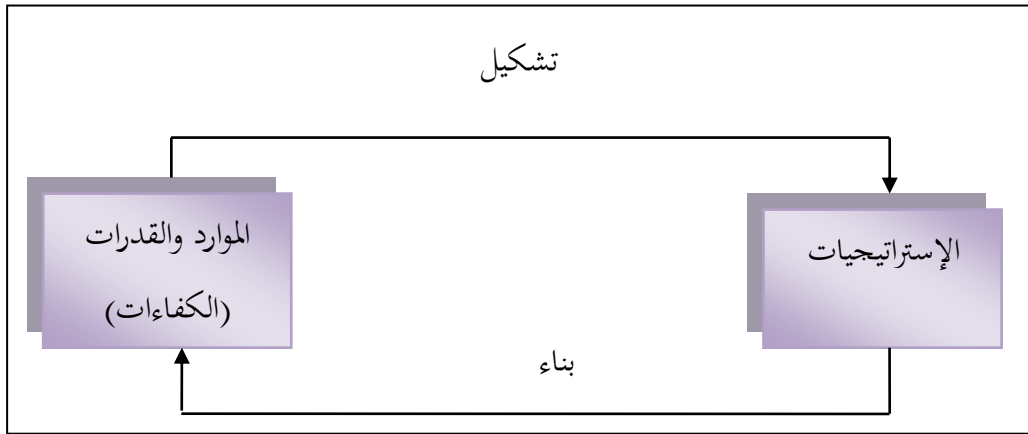 تشكيل
الموارد والقدرات
(الكفاءات)
الإستراتيجيات
بناء